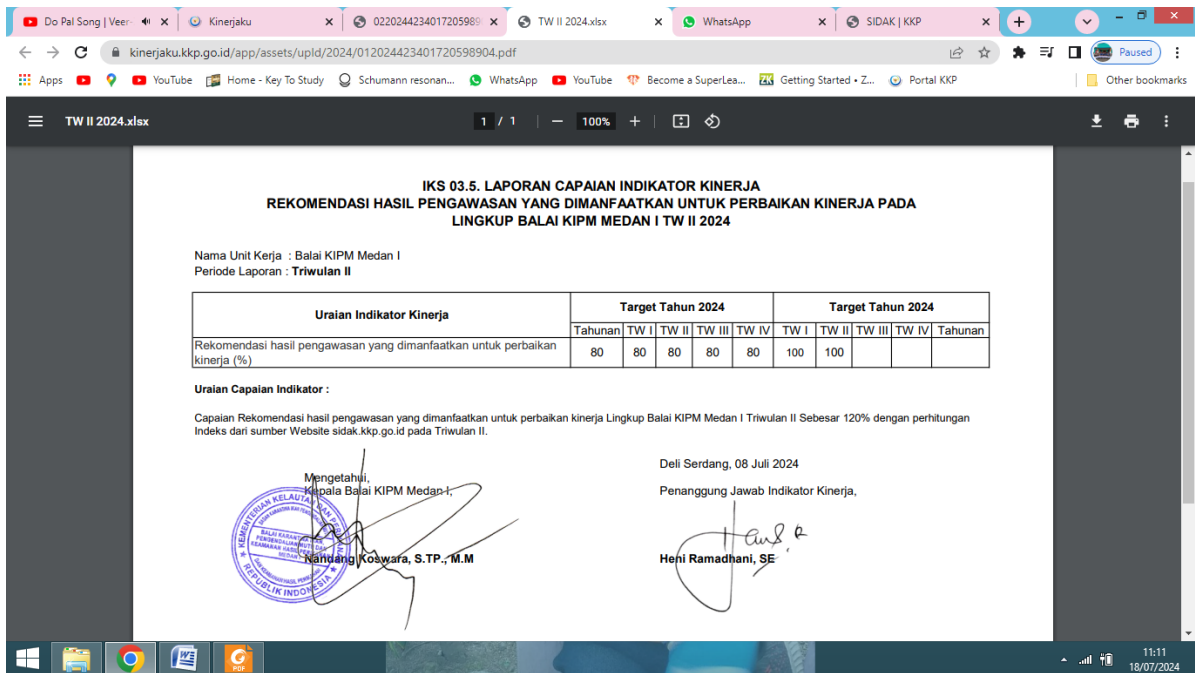 Do Pal Song | Veer-
Kinerjaku
TW II 2024.xlsx
WhatsApp
SIDAK | KKP
kinerjaku.kkp.go.id/app/assets/upld/2024/012024423401720598904.pdf
Paused
Apps
YouTube
Home - Key To Study
Schumann resonan...
WhatsApp
YouTube
Become a SuperLea...
Getting Started • Z...
Portal KKP
Other bookmarks
TW II 2024.xlsx
1 / 1
100%
IKS 03.5. LAPORAN CAPAIAN INDIKATOR KINERJA
REKOMENDASI HASIL PENGAWASAN YANG DIMANFAATKAN UNTUK PERBAIKAN KINERJA PADA
LINGKUP BALAI KIPM MEDAN I TW II 2024
Nama Unit Kerja : Balai KIPM Medan I
Periode Laporan : Triwulan II
Uraian Indikator Kinerja
Target Tahun 2024
Target Tahun 2024
Tahunan TW I TW II TW III TW IV TW I TW II TW III TW IV Tahunan
Rekomendasi hasil pengawasan yang dimanfaatkan untuk perbaikan
kinerja (%)
80 80 80 80 80 100 100
Uraian Capaian Indikator :
Capaian Rekomendasi hasil pengawasan yang dimanfaatkan untuk perbaikan kinerja Lingkup Balai KIPM Medan I Triwulan II Sebesar 120% dengan perhitungan
Indeks dari sumber Website sidak.kkp.go.id pada Triwulan II.
Deli Serdang, 08 Juli 2024
Mengetahui,
Kepala Balai KIPM Medan I,
Penanggung Jawab Indikator Kinerja,
KEMENTERIAN KELAUTAN DAN
REPUBLIK INDONESIA
Nandang Koswara, S.TP., M.M
Heni Ramadhani, SE
11:11
18/07/2024